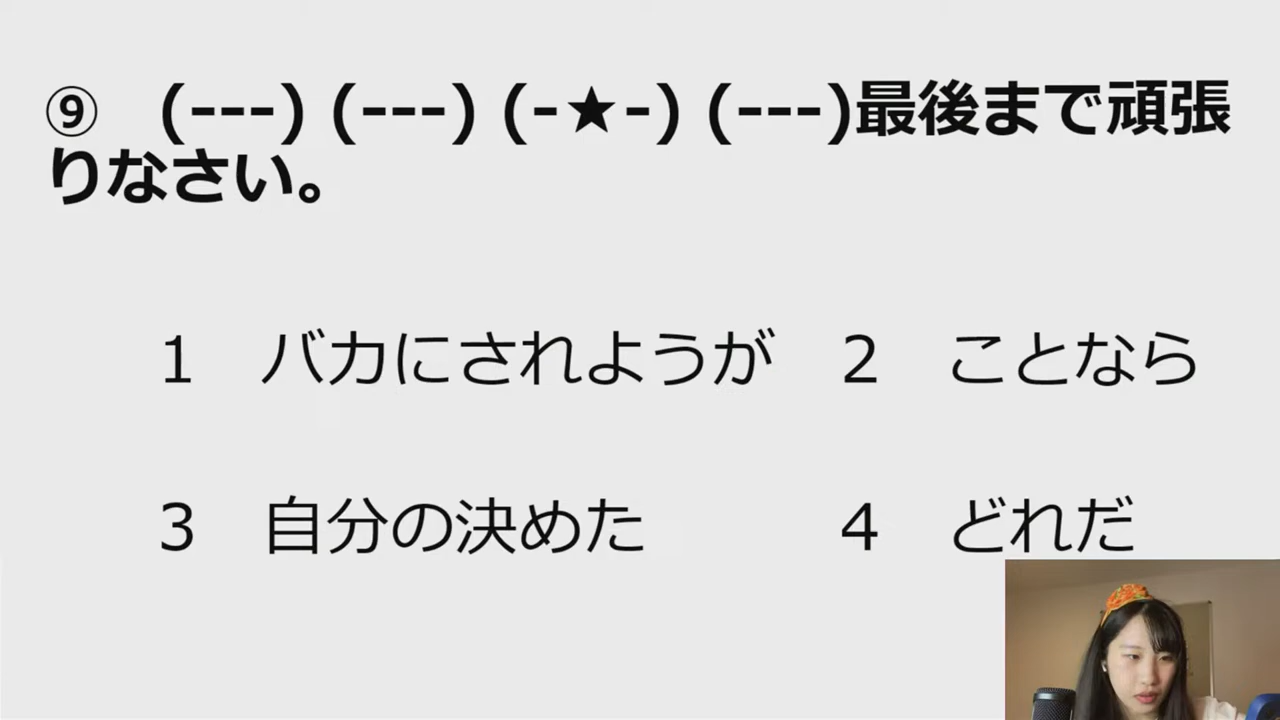 ⑨　(---) (---) (-★-) (---)最後まで頑張
りなさい。
1　バカにされようが　2　ことなら
3　自分の決めた　4　どれだ